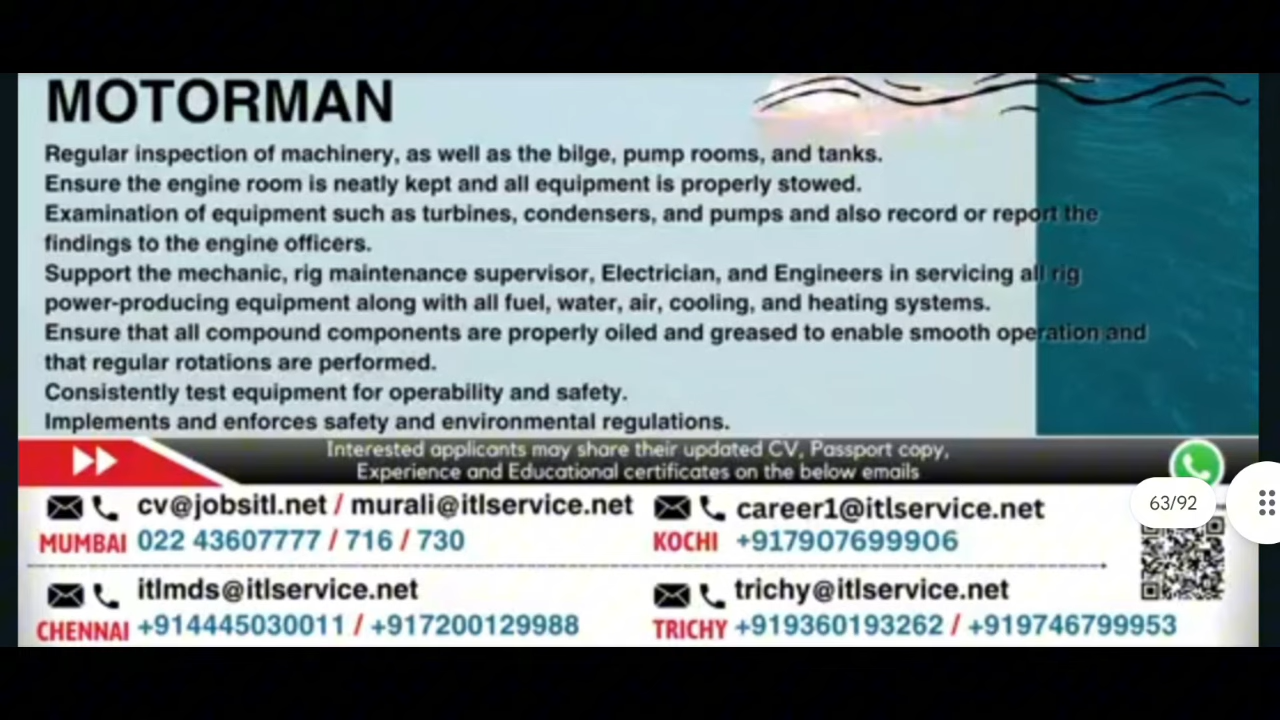 MOTORMAN
Regular inspection of machinery, as well as the bilge, pump rooms, and tanks.
Ensure the engine room is neatly kept and all equipment is properly stowed.
Examination of equipment such as turbines, condensers, and pumps and also record or report the
findings to the engine officers.
Support the mechanic, rig maintenance supervisor, Electrician, and Engineers in servicing all rig
power-producing equipment along with all fuel, water, air, cooling, and heating systems.
Ensure that all compound components are properly oiled and greased to enable smooth operation and
that regular rotations are performed.
Consistently test equipment for operability and safety.
Implements and enforces safety and environmental regulations.
Interested applicants may share their updated CV, Passport copy,
Experience and Educational certificates on the below emails
cv@jobsitl.net / murali@itlservice.net
MUMBAI 022 43607777 / 716 / 730
career1@itlservice.net
KOCHI +917907699906
63/92
itlmds@itlservice.net
CHENNAI +914445030011 / +917200129988
trichy@itlservice.net
TRICHY +919360193262 / +919746799953